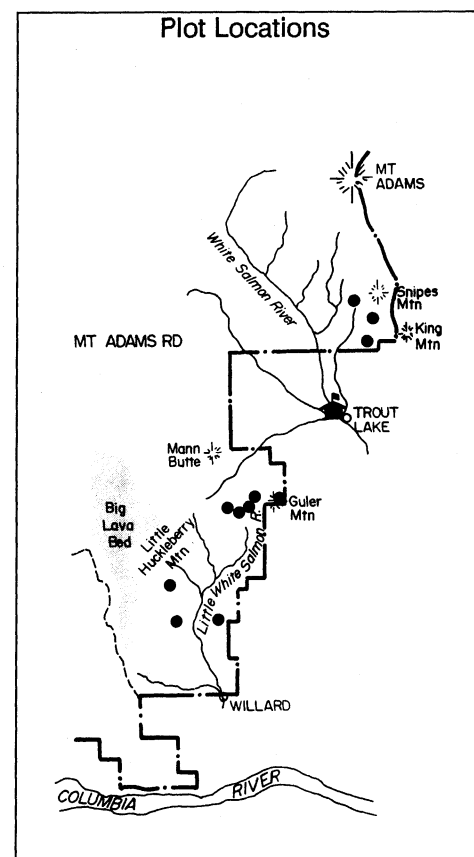 Plot Locations
MT
ADAMS
White Salmon River
Snipes
Mtn
King
Mtn
MT ADAMS RD
TROUT
LAKE
Mann
Butte
Big
Lava
Bed
Little
Huckleberry
Mtn
Guler
Mtn
Little White Salmon R.
WILLARD
COLUMBIA
RIVER